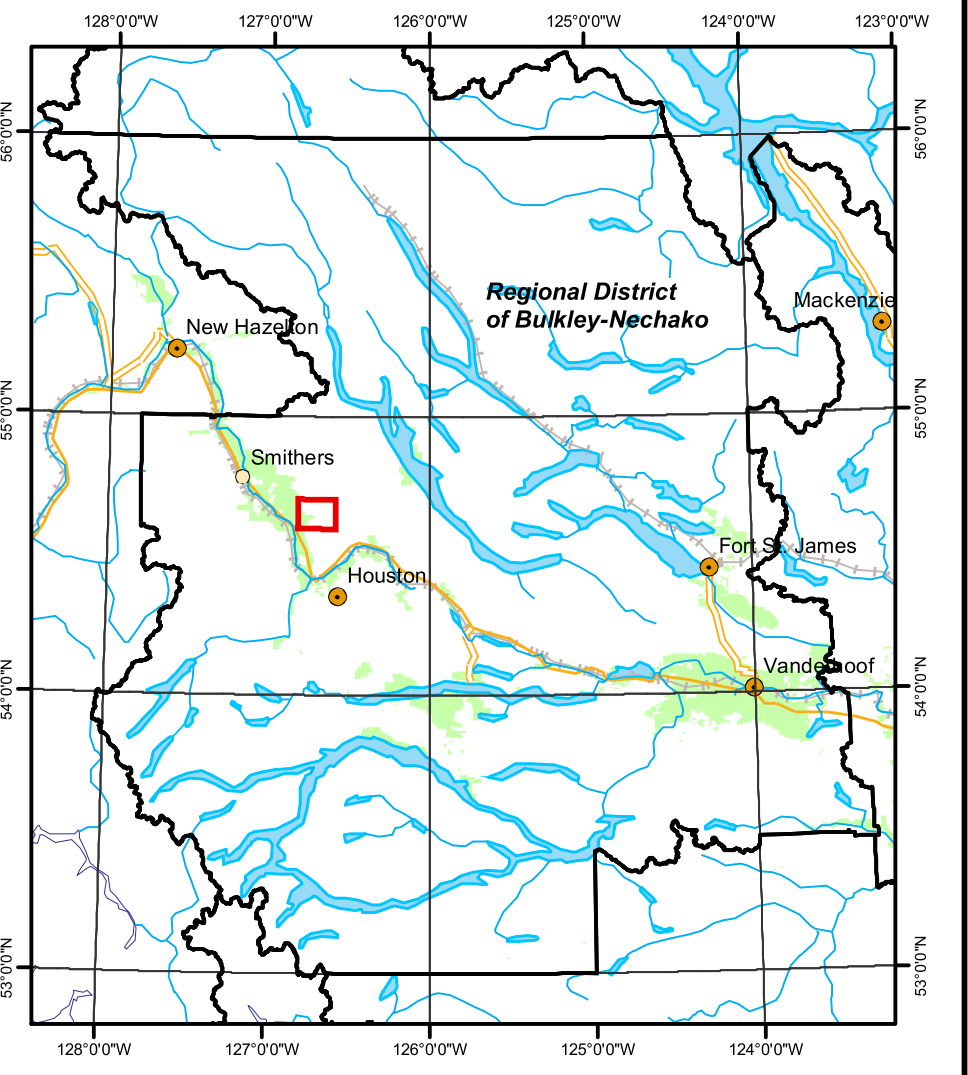 128°0'0"W 127°0'0"W 126°0'0"W 125°0'0"W 124°0'0"W 123°0'0"W
56°0'0"N 56°0'0"N
Regional District
of Bulkley-Nechako
Mackenzie
New Hazelton
55°0'0"N 55°0'0"N
Smithers
Fort St. James
Houston
Vanderhoof
54°0'0"N 54°0'0"N
53°0'0"N 53°0'0"N
128°0'0"W 127°0'0"W 126°0'0"W 125°0'0"W 124°0'0"W